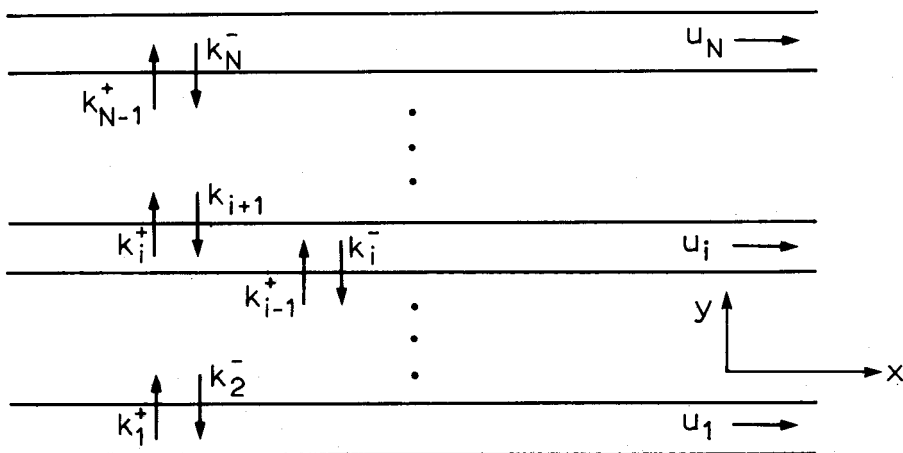 k_N^- u_N
k_{N-1}^+
k_{i+1}
k_i^+ k_i^- u_i
k_{i-1}^+
y
x
k_2^-
k_1^+ u_1